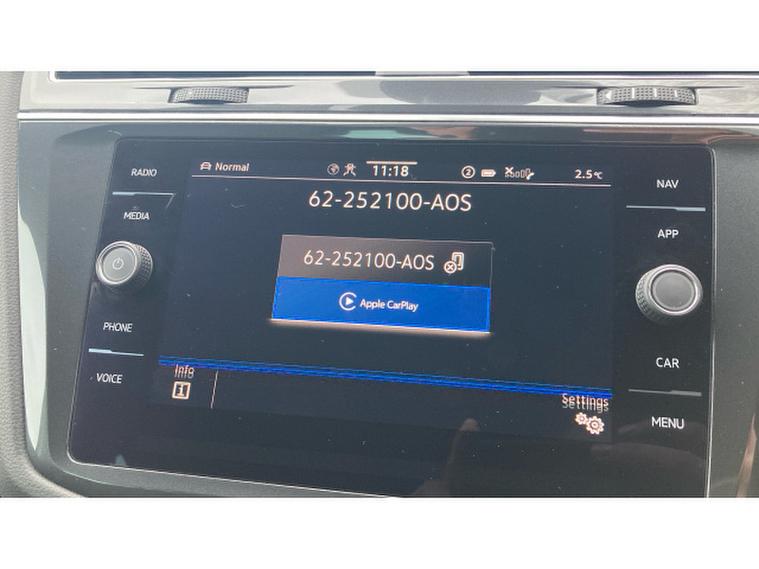 RADIO
MEDIA
PHONE
VOICE
Normal
11:18
2
2.5°C
62-252100-AOS
62-252100-AOS
Apple CarPlay
Info
Settings
NAV
APP
CAR
MENU